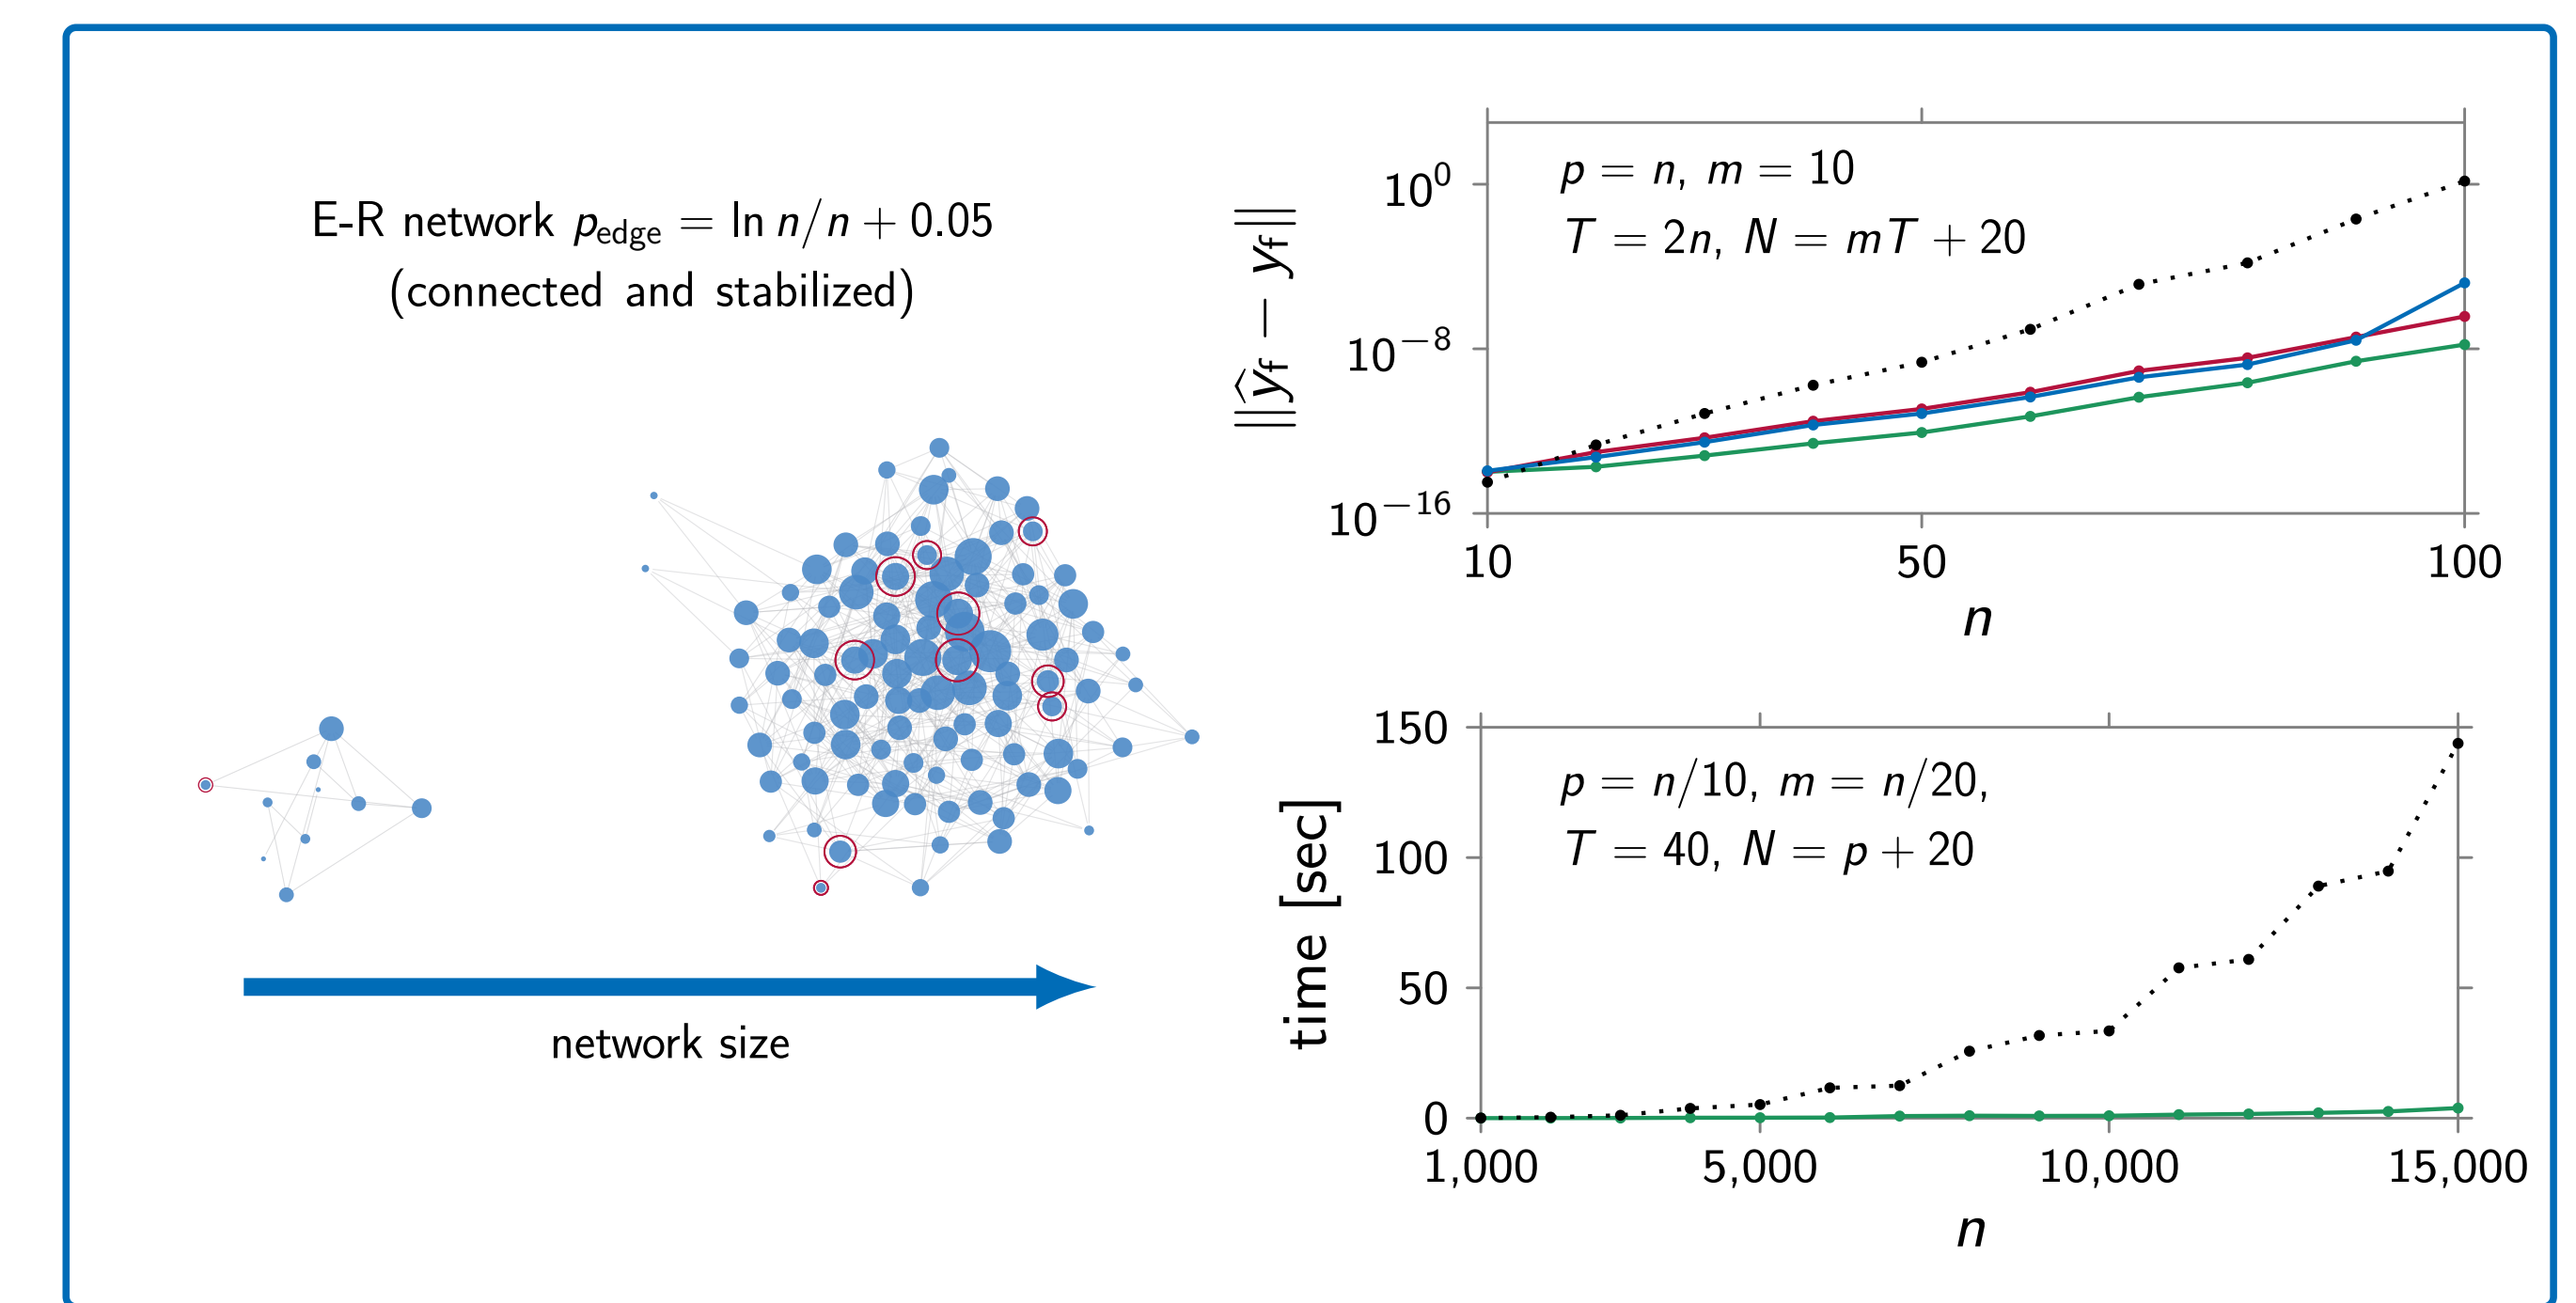 E-R network p_edge = ln n/n + 0.05
(connected and stabilized)
network size
‖ŷ_f − y_f‖
10^0
10^−8
10^−16
p = n, m = 10
T = 2n, N = mT + 20
10 50 100
n
time [sec]
150
100
50
0
p = n/10, m = n/20,
T = 40, N = p + 20
1,000 5,000 10,000 15,000
n